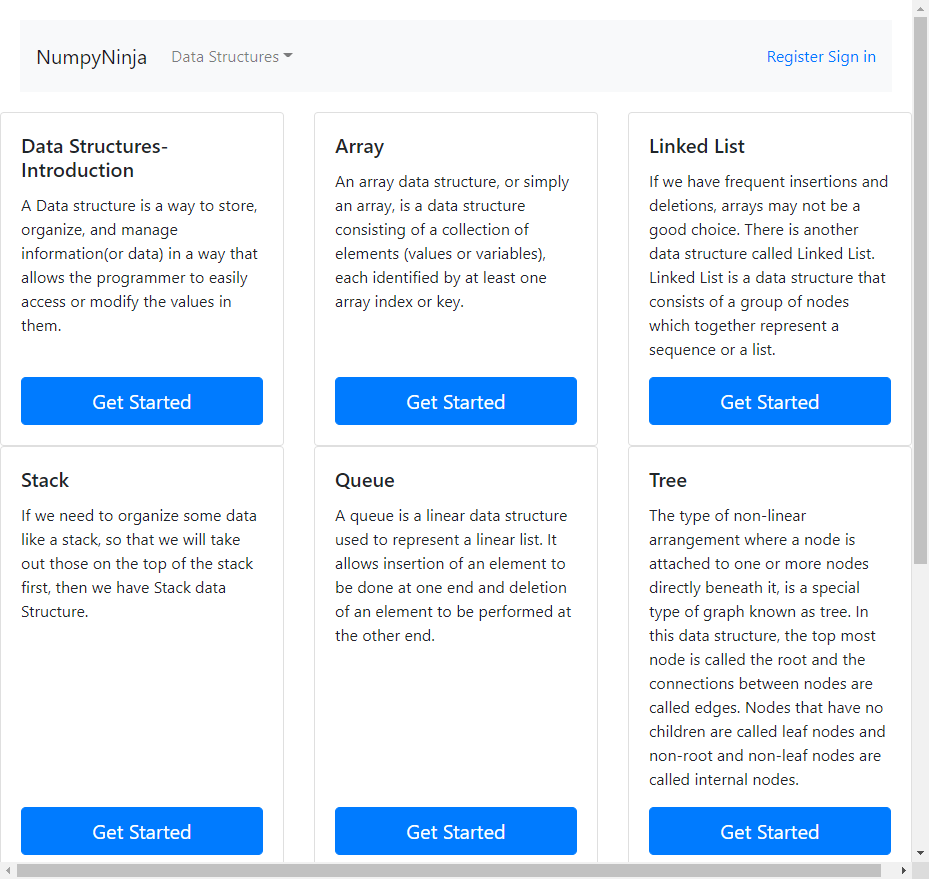 NumpyNinja Data Structures Register Sign in
Data Structures-
Introduction
A Data structure is a way to store,
organize, and manage
information(or data) in a way that
allows the programmer to easily
access or modify the values in
them.
Get Started
Array
An array data structure, or simply
an array, is a data structure
consisting of a collection of
elements (values or variables),
each identified by at least one
array index or key.
Get Started
Linked List
If we have frequent insertions and
deletions, arrays may not be a
good choice. There is another
data structure called Linked List.
Linked List is a data structure that
consists of a group of nodes
which together represent a
sequence or a list.
Get Started
Stack
If we need to organize some data
like a stack, so that we will take
out those on the top of the stack
first, then we have Stack data
Structure.
Get Started
Queue
A queue is a linear data structure
used to represent a linear list. It
allows insertion of an element to
be done at one end and deletion
of an element to be performed at
the other end.
Get Started
Tree
The type of non-linear
arrangement where a node is
attached to one or more nodes
directly beneath it, is a special
type of graph known as tree. In
this data structure, the top most
node is called the root and the
connections between nodes are
called edges. Nodes that have no
children are called leaf nodes and
non-root and non-leaf nodes are
called internal nodes.
Get Started